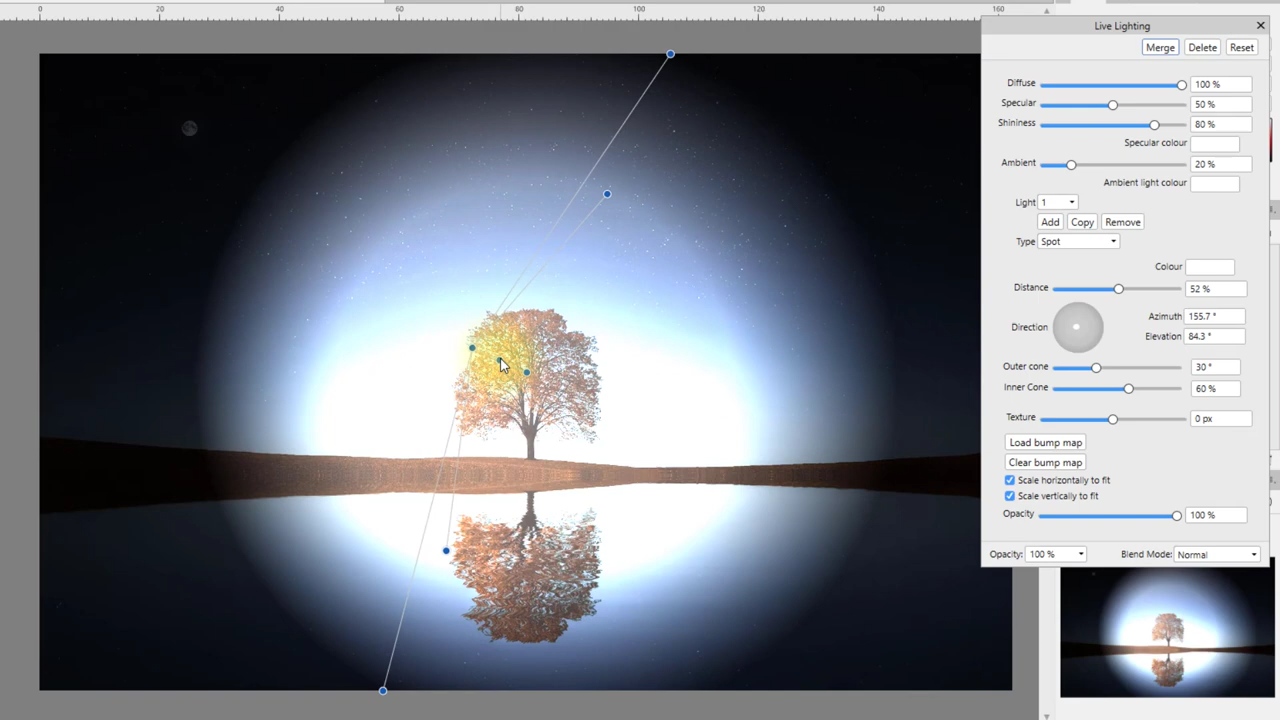 0 20 40 60 80 100 120 140 160
Live Lighting
Merge Delete Reset
Diffuse 100 %
Specular 50 %
Shininess 80 %
Specular colour
Ambient 20 %
Ambient light colour
Light 1
Add Copy Remove
Type Spot
Colour
Distance 52 %
Azimuth 155.7 °
Direction
Elevation 84.3 °
Outer cone 30 °
Inner Cone 60 %
Texture 0 px
Load bump map
Clear bump map
Scale horizontally to fit
Scale vertically to fit
Opacity 100 %
Opacity: 100 % Blend Mode: Normal